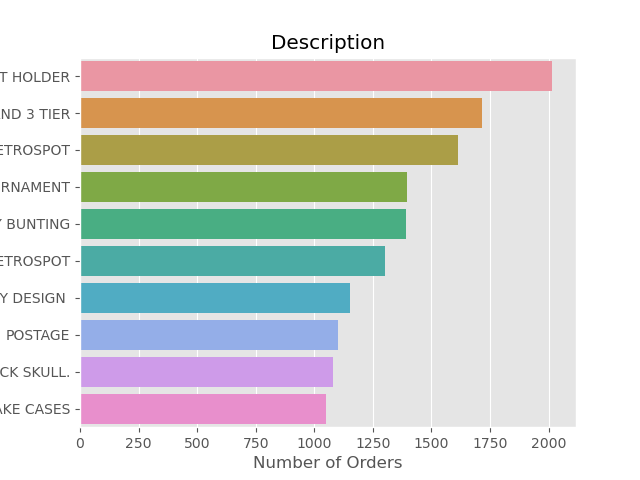 Description
T HOLDER
ND 3 TIER
ETROSPOT
RNAMENT
Y BUNTING
ETROSPOT
Y DESIGN
POSTAGE
CK SKULL.
AKE CASES
0 250 500 750 1000 1250 1500 1750 2000
Number of Orders